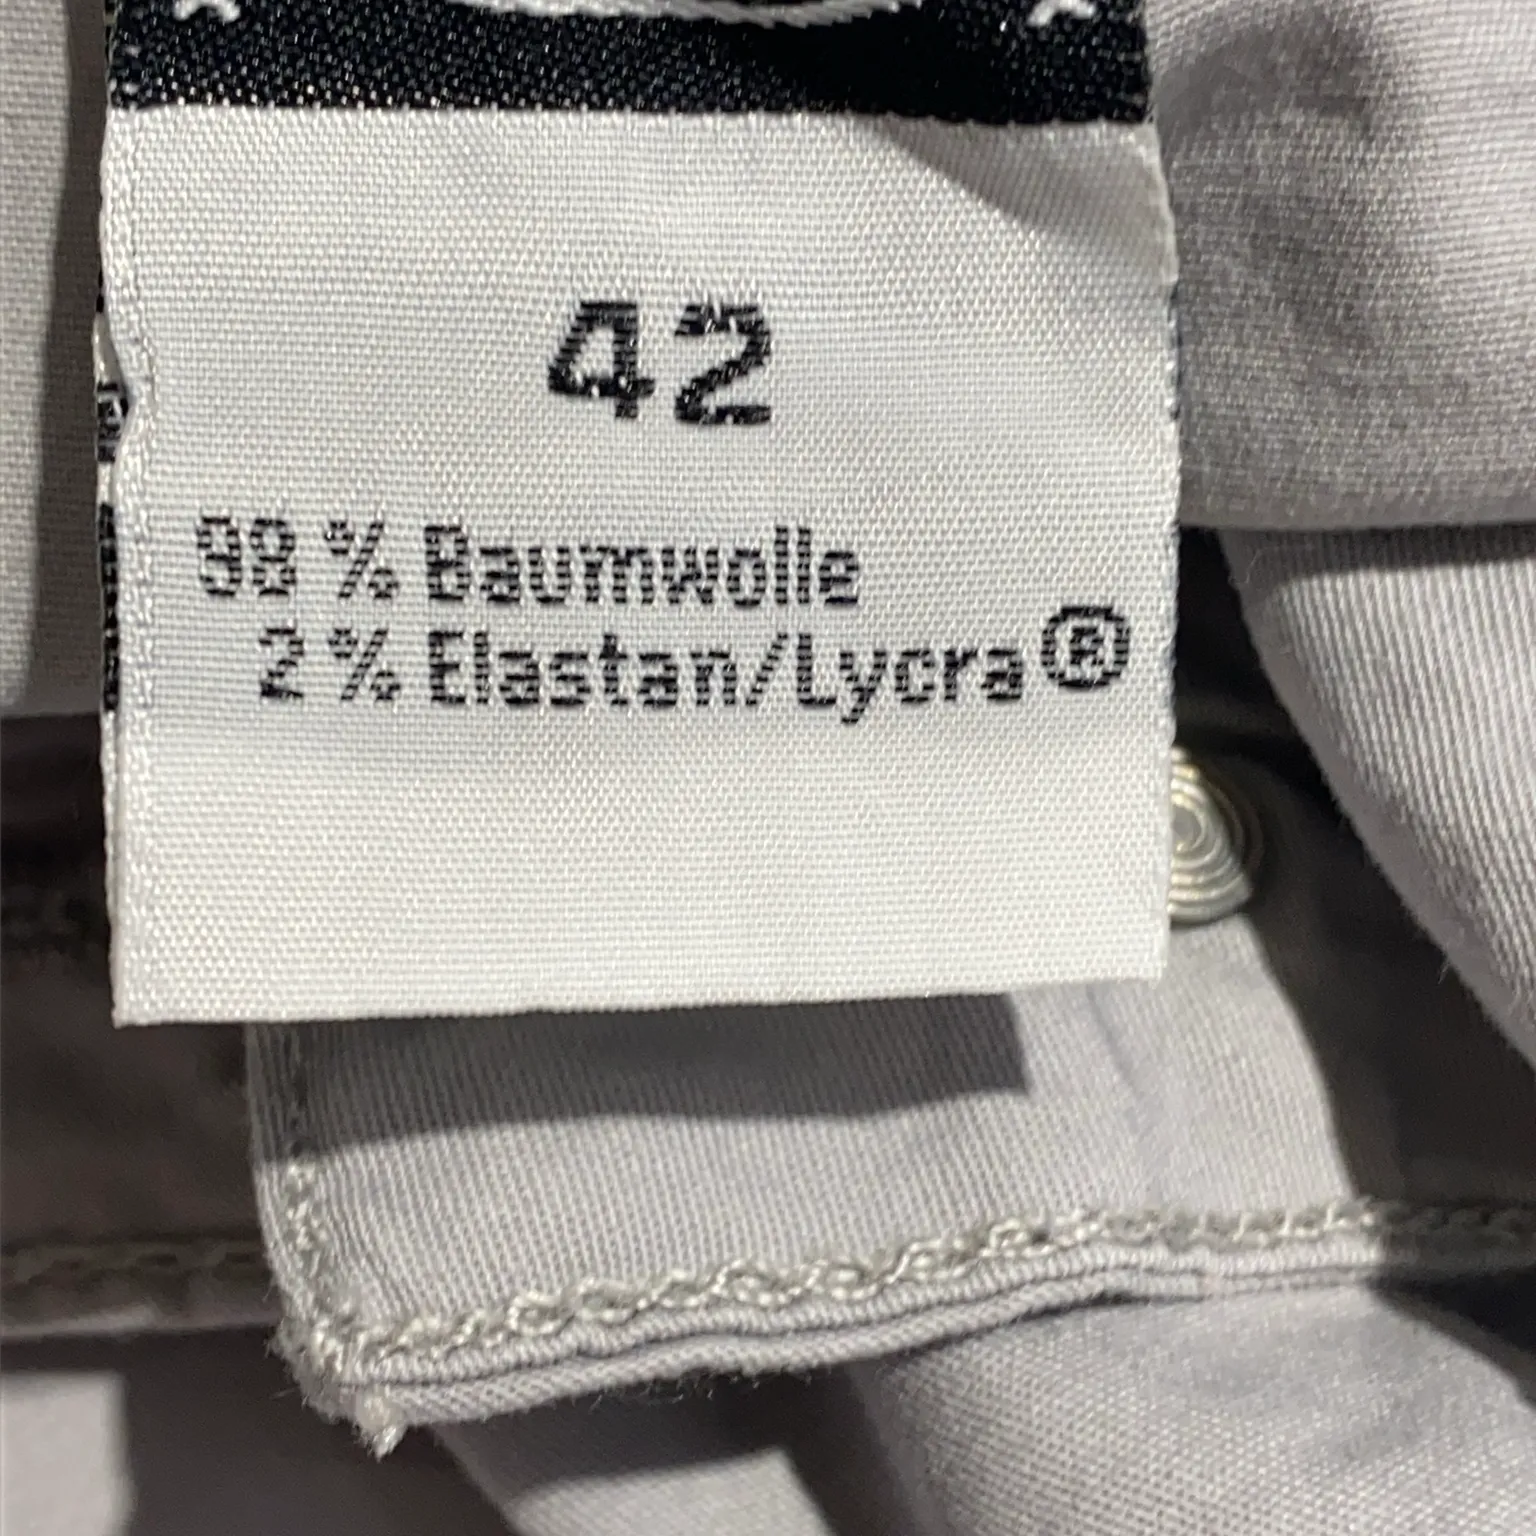 42
98 % Baumwolle
2 % Elastan/Lycra®